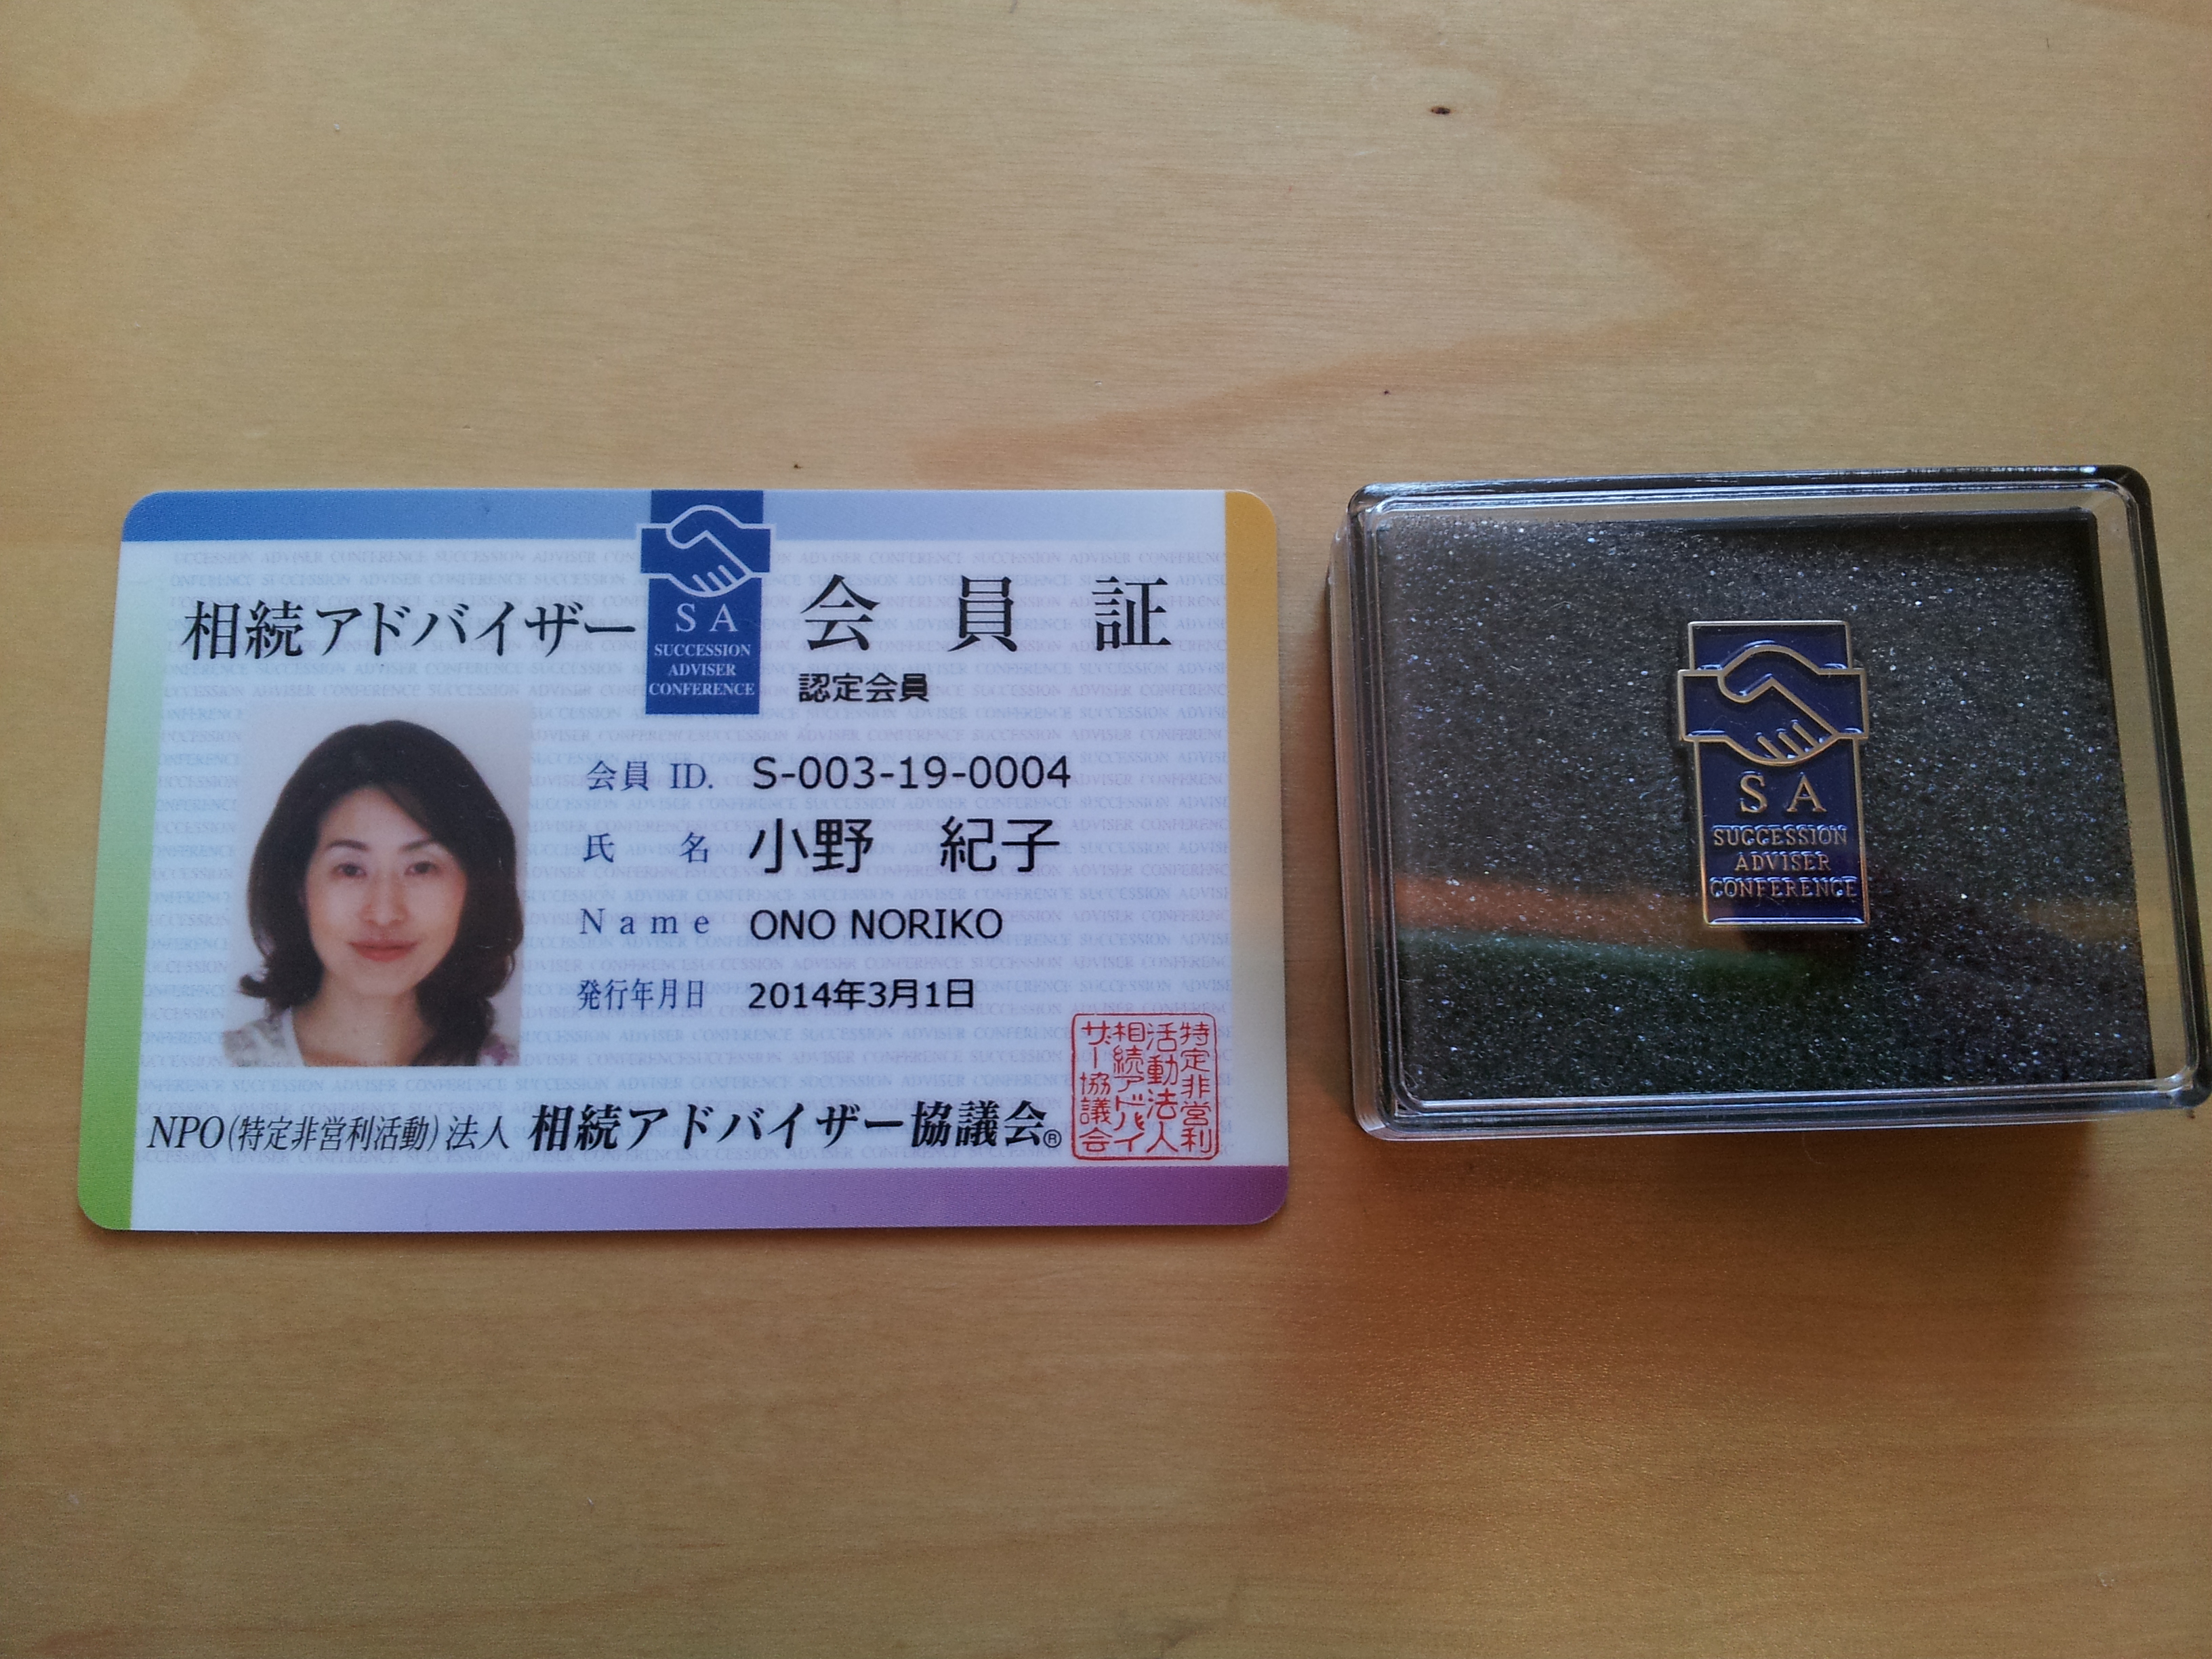 相続アドバイザー
会員証
SA
SUCCESSION
ADVISER
CONFERENCE
認定会員
会員 ID. S-003-19-0004
氏名 小野 紀子
Name ONO NORIKO
発行年月日 2014年3月1日
NPO(特定非営利活動)法人 相続アドバイザー協議会®
特定非営利
活動法人
相続アドバイ
ザー協議会
SA
SUCCESSION
ADVISER
CONFERENCE